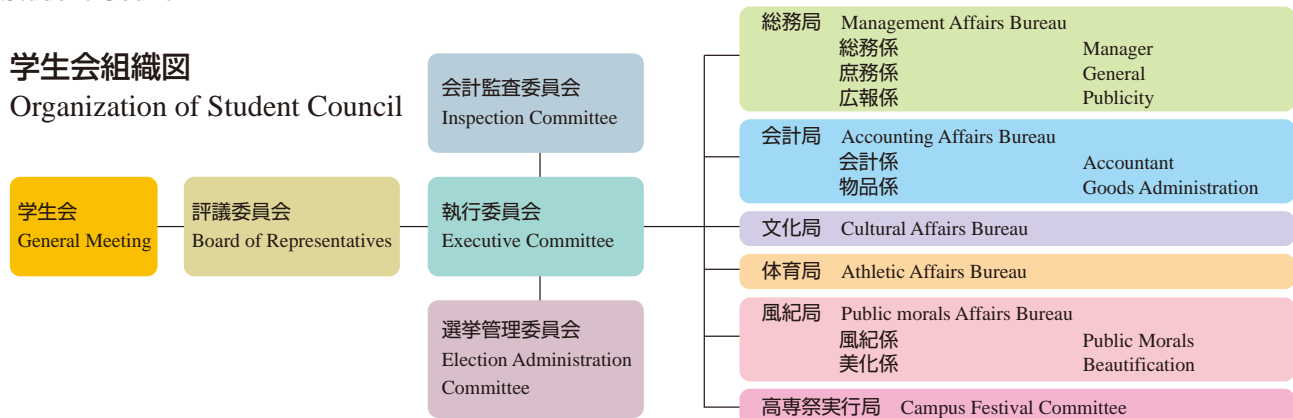 学生会組織図
Organization of Student Council
学生会
General Meeting
評議委員会
Board of Representatives
会計監査委員会
Inspection Committee
執行委員会
Executive Committee
選挙管理委員会
Election Administration
Committee
総務局 Management Affairs Bureau
総務係 Manager
庶務係 General
広報係 Publicity
会計局 Accounting Affairs Bureau
会計係 Accountant
物品係 Goods Administration
文化局 Cultural Affairs Bureau
体育局 Athletic Affairs Bureau
風紀局 Public morals Affairs Bureau
風紀係 Public Morals
美化係 Beautification
高専祭実行局 Campus Festival Committee